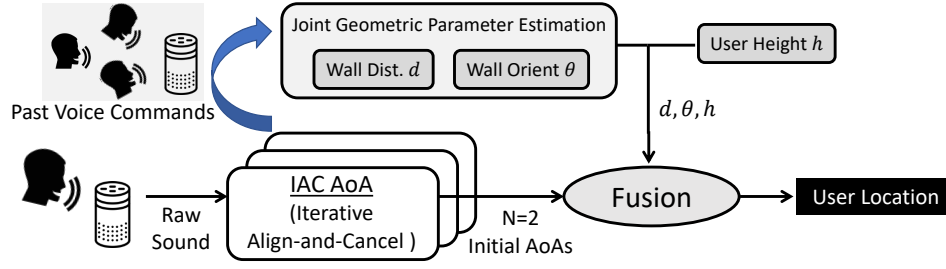 Joint Geometric Parameter Estimation
Wall Dist. d
Wall Orient θ
User Height h
Past Voice Commands
d, θ, h
IAC AoA
(Iterative
Align-and-Cancel )
Raw
Sound
N=2
Initial AoAs
Fusion
User Location